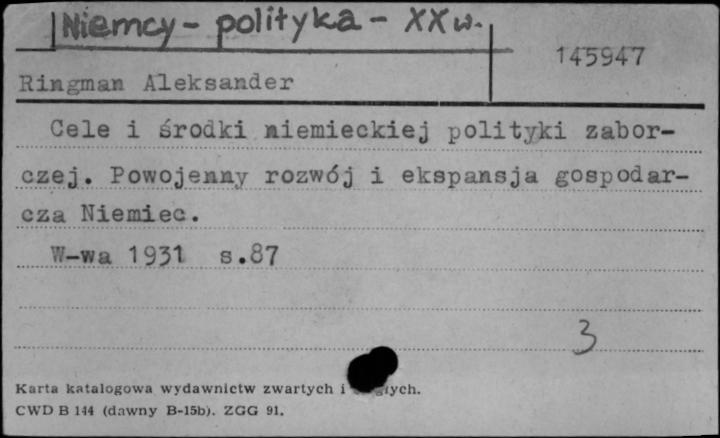 Niemcy - polityka - XX w.
145947
Ringman Aleksander
Cele i środki niemieckiej polityki zabor-
czej. Powojenny rozwój i ekspansja gospodar-
cza Niemiec.
W-wa 1931 s.87
3
Karta katalogowa wydawnictw zwartych i
CWD B 144 (dawny B-15b). ZGG 91.